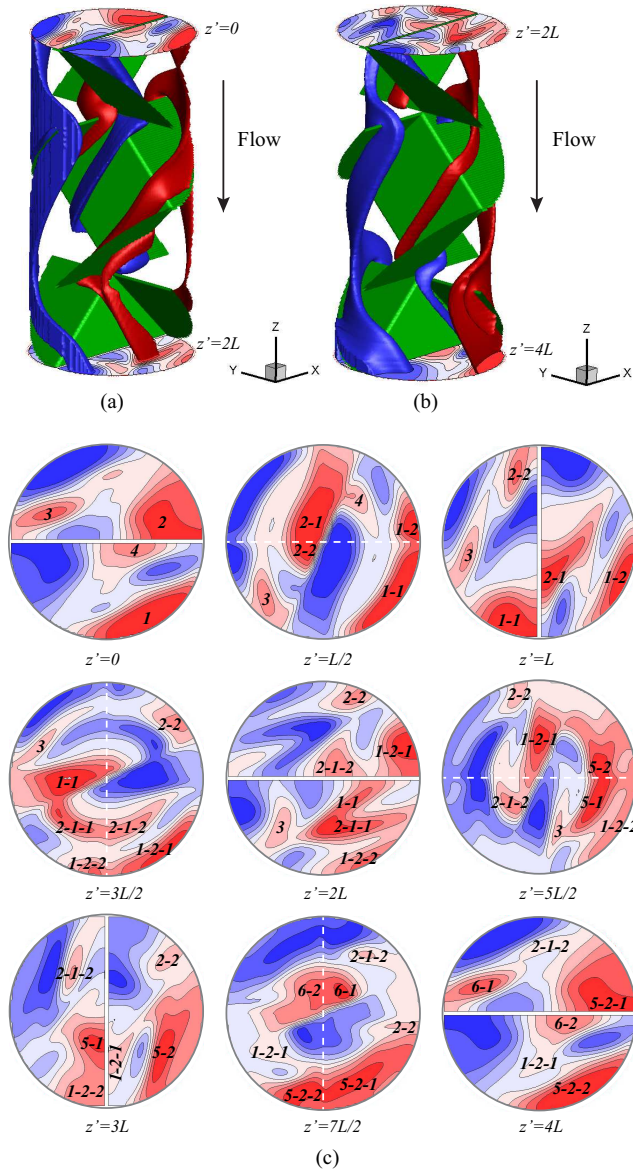 z'=0
z'=2L
Flow
Flow
z'=2L
z'=4L
Z
Y
X
Z
Y
X
(a)
(b)
3
2
4
1
z'=0
2-1
4
2-2
1-2
3
1-1
z'=L/2
2-2
3
2-1
1-2
1-1
z'=L
3
2-2
1-1
2-1-1
2-1-2
1-2-2
1-2-1
z'=3L/2
2-2
1-2-1
2-1-2
1-1
3
2-1-1
1-2-2
z'=2L
2-2
1-2-1
5-2
2-1-2
5-1
3
1-2-2
z'=5L/2
2-1-2
2-2
5-1
1-2-1
5-2
1-2-2
z'=3L
2-1-2
6-2
6-1
2-2
1-2-1
5-2-2
5-2-1
z'=7L/2
2-1-2
6-1
5-2-1
6-2
1-2-1
5-2-2
z'=4L
(c)